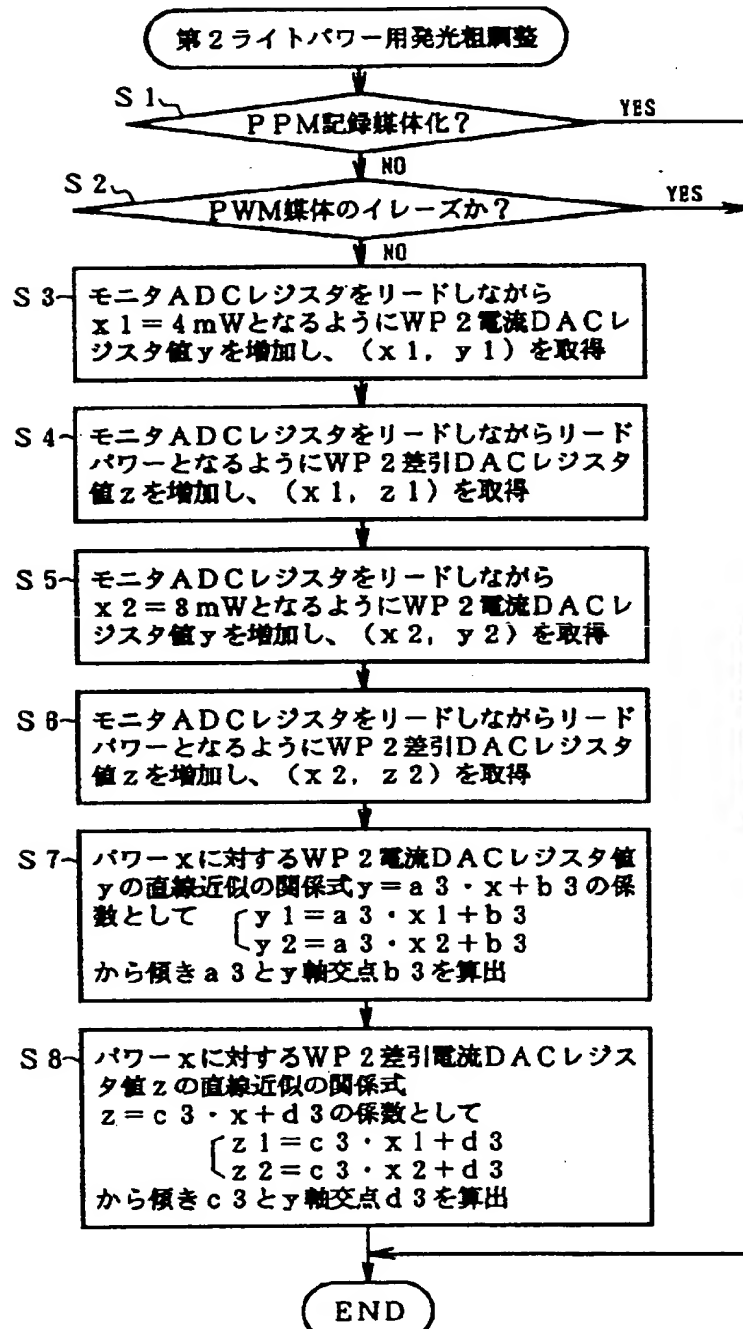 第2ライトパワー用発光粗調整
S1
PPM記録媒体化?
YES
NO
S2
PWM媒体のイレーズか?
YES
NO
S3
モニタADCレジスタをリードしながら
x1=4mWとなるようにWP2電流DACレ
ジスタ値yを増加し、(x1, y1)を取得
S4
モニタADCレジスタをリードしながらリード
パワーとなるようにWP2差引DACレジスタ
値zを増加し、(x1, z1)を取得
S5
モニタADCレジスタをリードしながら
x2=8mWとなるようにWP2電流DACレ
ジスタ値yを増加し、(x2, y2)を取得
S6
モニタADCレジスタをリードしながらリード
パワーとなるようにWP2差引DACレジスタ
値zを増加し、(x2, z2)を取得
S7
パワーxに対するWP2電流DACレジスタ値
yの直線近似の関係式y=a3・x+b3の係
数として y1=a3・x1+b3
y2=a3・x2+b3
から傾きa3とy軸交点b3を算出
S8
パワーxに対するWP2差引電流DACレジス
タ値zの直線近似の関係式
z=c3・x+d3の係数として
z1=c3・x1+d3
z2=c3・x2+d3
から傾きc3とy軸交点d3を算出
END